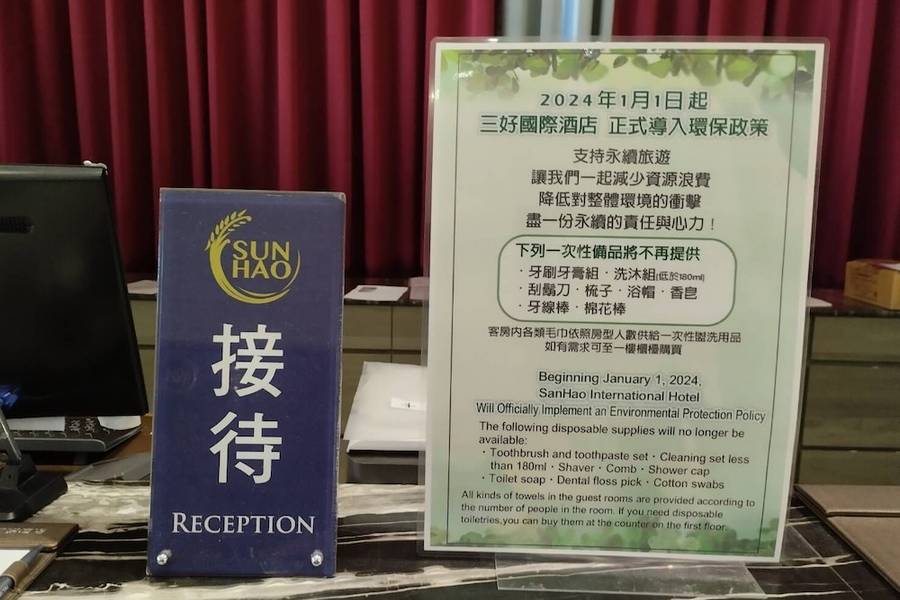 SUN
HAO
接
待
RECEPTION
2024年1月1日起
三好國際酒店 正式導入環保政策
支持永續旅遊
讓我們一起減少資源浪費
降低對整體環境的衝擊
盡一份永續的責任與心力！
下列一次性備品將不再提供
·牙刷牙膏組·洗沐組(低於180ml)
·刮鬍刀·梳子·浴帽·香皂
·牙線棒·棉花棒
客房內各類毛巾依照房型人數供給一次性盥洗用品
如有需求可至一樓櫃檯購買
Beginning January 1, 2024,
SanHao International Hotel
Will Officially Implement an Environmental Protection Policy
The following disposable supplies will no longer be
available:
·Toothbrush and toothpaste set·Cleaning set less
than 180ml·Shaver·Comb·Shower cap
·Toilet soap·Dental floss pick·Cotton swabs
All kinds of towels in the guest rooms are provided according to
the number of people in the room. If you need disposable
toiletries,you can buy them at the counter on the first floor.